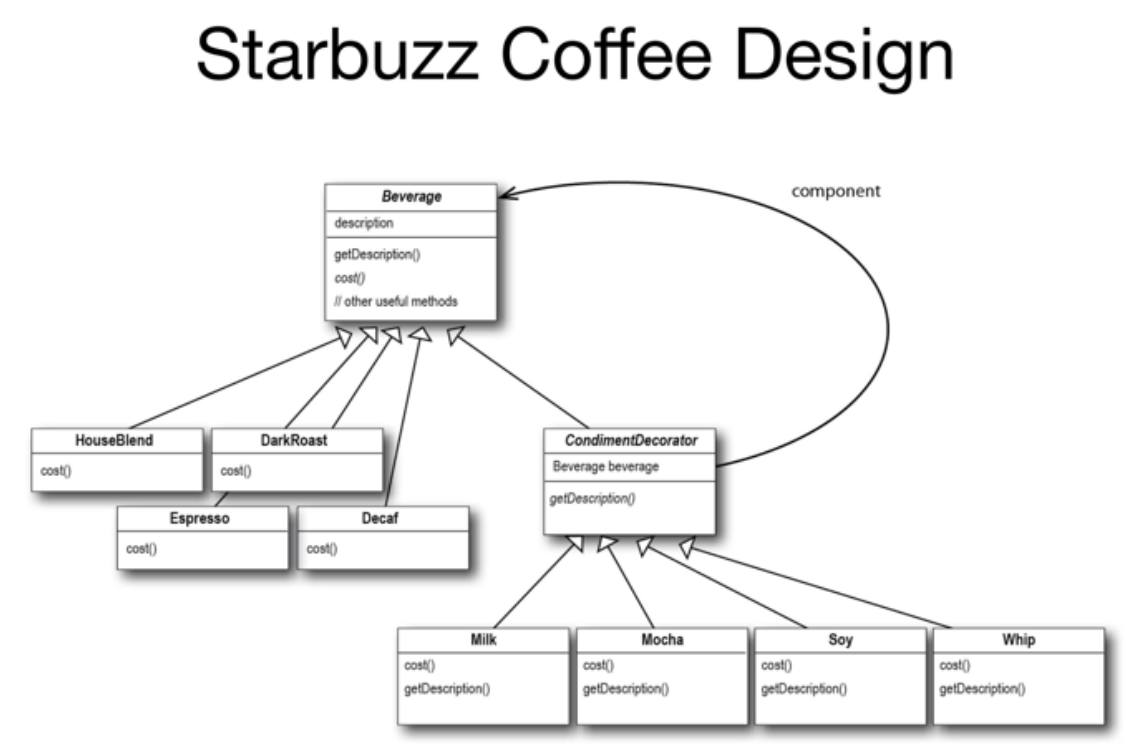 Starbuzz Coffee Design
component
Beverage
description
getDescription()
cost()
// other useful methods
HouseBlend
cost()
DarkRoast
cost()
Espresso
cost()
Decaf
cost()
CondimentDecorator
Beverage beverage
getDescription()
Milk
cost()
getDescription()
Mocha
cost()
getDescription()
Soy
cost()
getDescription()
Whip
cost()
getDescription()